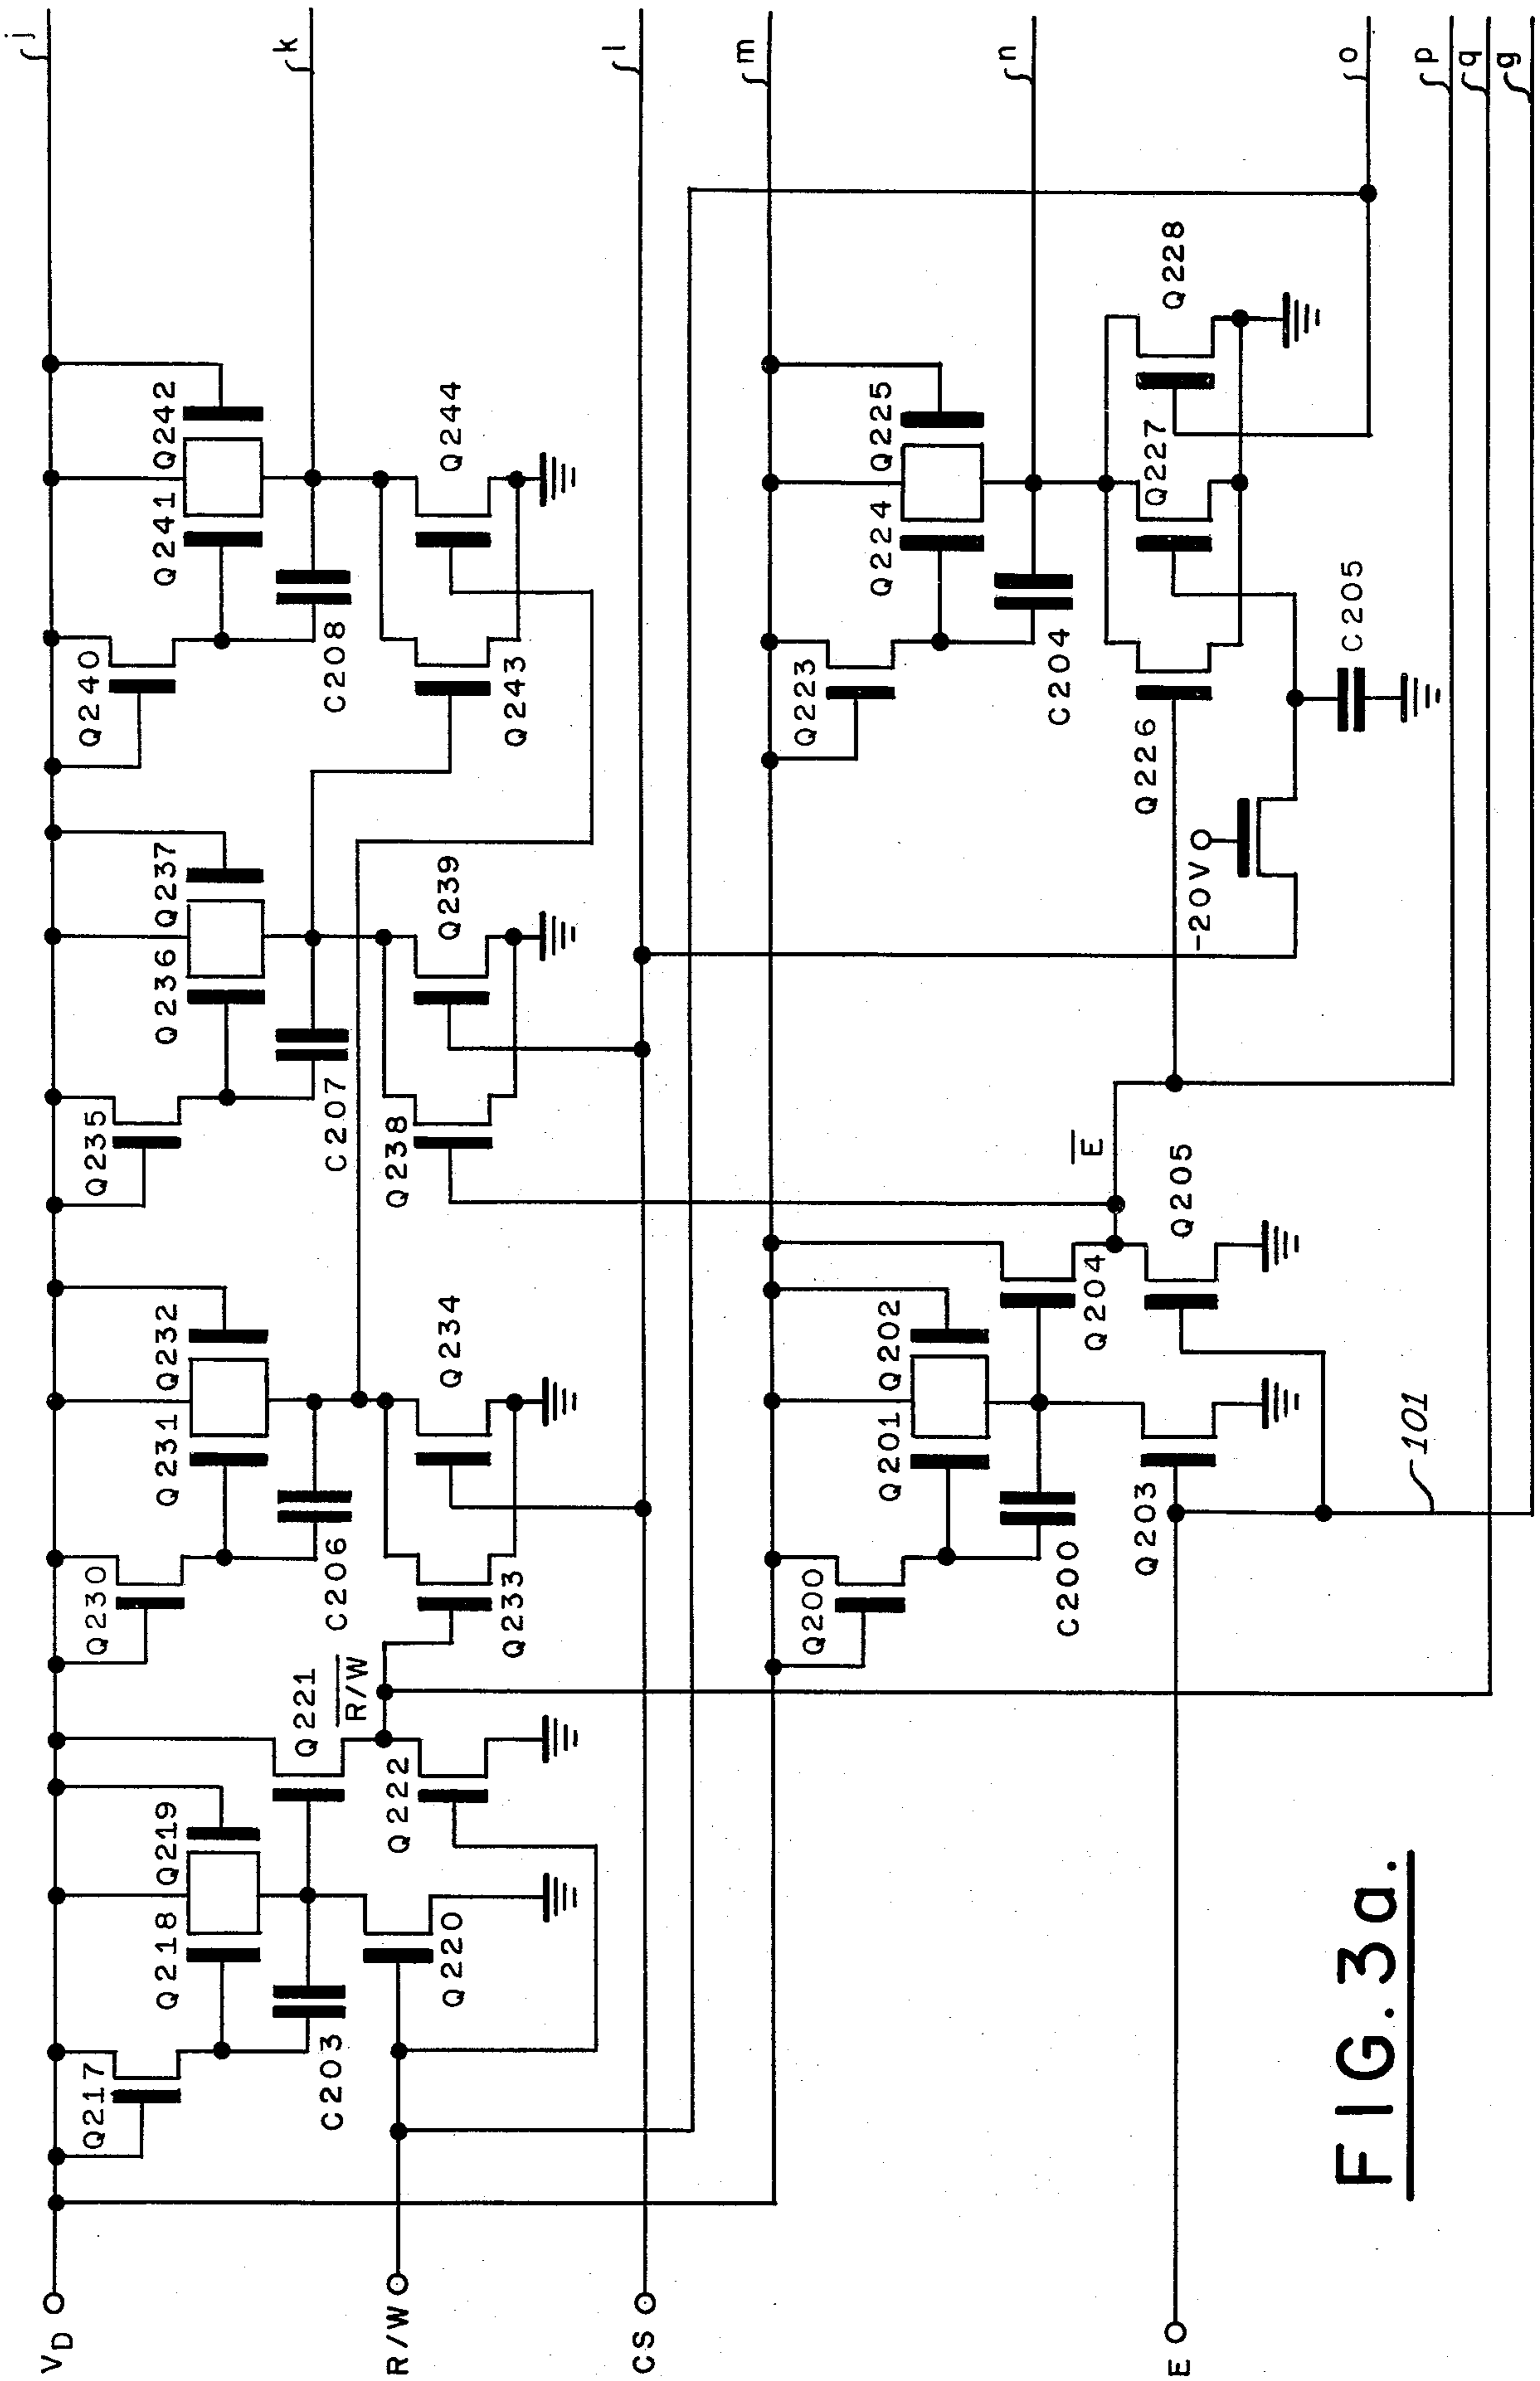 j
k
l
m
n
o
p
q
g
VD
R/W
CS
E
Q217
Q218
Q219
C203
Q220
Q221
Q222
R/W
Q230
Q231
Q232
C206
Q233
Q234
Q235
Q236
Q237
C207
Q238
Q239
Q240
Q241
Q242
C208
Q243
Q244
Q200
Q201
Q202
C200
Q203
Q204
Q205
E
101
Q223
Q224
Q225
C204
Q226
Q227
Q228
-20V
C205
FIG. 3a.